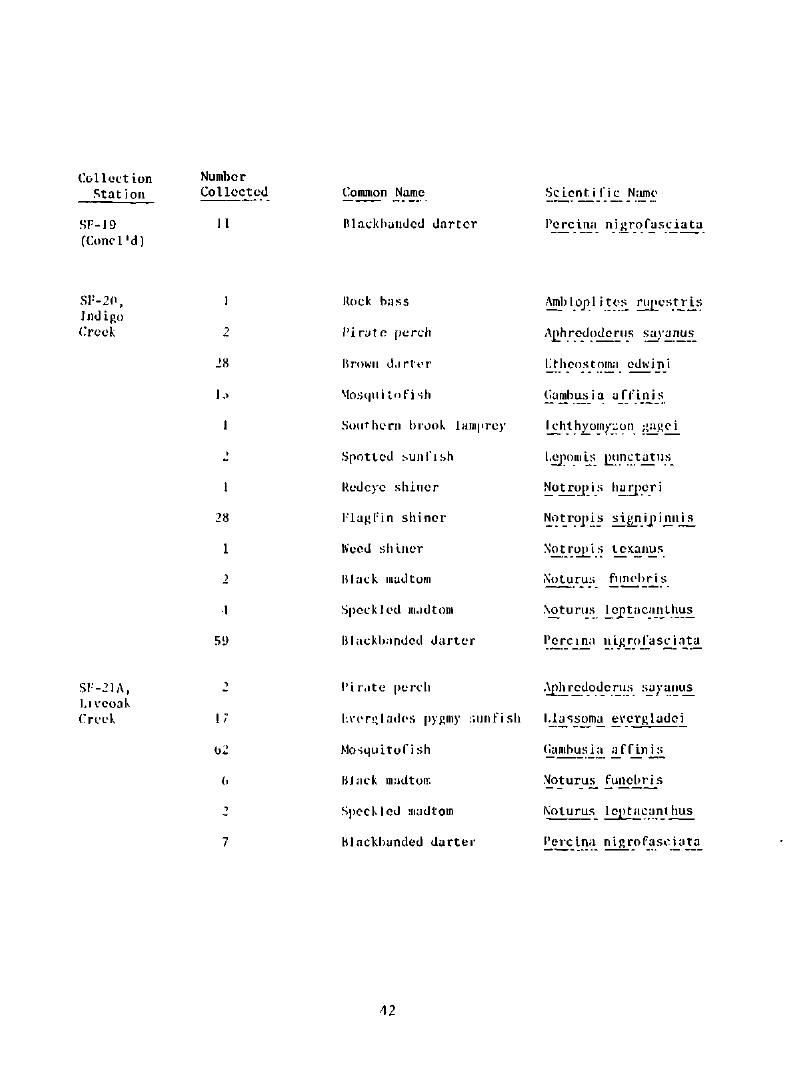 Collection Number
Station Collected Common Name Scientific Name
SF-19 11 Blackbanded darter Percina nigrofasciata
(Concl'd)
SF-20, 1 Rock bass Ambloplites rupestris
Indigo
Creek 2 Pirate perch Aphredoderus sayanus
28 Brown darter Etheostoma edwini
Mosquitofish Gambusia affinis
1 Southern brook lamprey Ichthyomyzon gagei
2 Spotted sunfish Lepomis punctatus
1 Redeye shiner Notropis harperi
28 Flagfin shiner Notropis signipinnis
1 Weed shiner Notropis texanus
2 Black madtom Noturus funebris
Speckled madtom Noturus leptacanthus
59 Blackbanded darter Percina nigrofasciata
SF-21A, 2 Pirate perch Aphredoderus sayanus
Liveoak
Creek 17 Everglades pygmy sunfish Elassoma evergladei
62 Mosquitofish Gambusia affinis
6 Black madtom Noturus funebris
2 Speckled madtom Noturus leptacanthus
7 Blackbanded darter Percina nigrofasciata
42